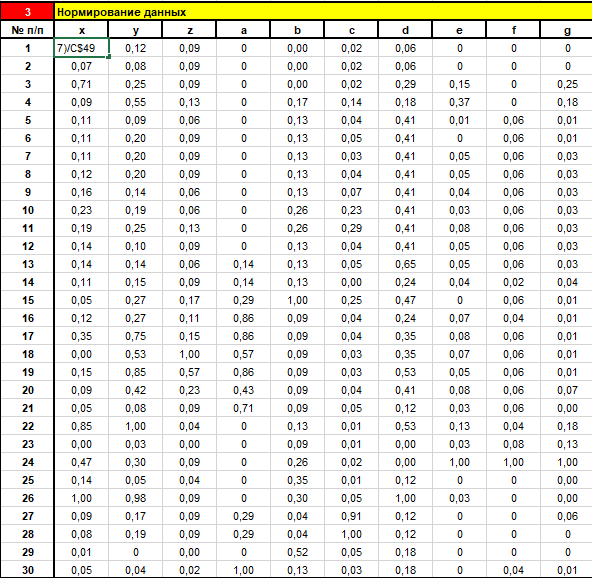 3 Нормирование данных
№ п/п x y z a b c d e f g
1 7)/C$49 0,12 0,09 0 0,00 0,02 0,06 0 0 0
2 0,07 0,08 0,09 0 0,00 0,02 0,06 0 0 0
3 0,71 0,25 0,09 0 0,00 0,02 0,29 0,15 0 0,25
4 0,09 0,55 0,13 0 0,17 0,14 0,18 0,37 0 0,18
5 0,11 0,09 0,06 0 0,13 0,04 0,41 0,01 0,06 0,01
6 0,11 0,20 0,09 0 0,13 0,05 0,41 0 0,06 0,01
7 0,11 0,20 0,09 0 0,13 0,03 0,41 0,05 0,06 0,03
8 0,12 0,20 0,09 0 0,13 0,04 0,41 0,05 0,06 0,03
9 0,16 0,14 0,06 0 0,13 0,07 0,41 0,04 0,06 0,03
10 0,23 0,19 0,06 0 0,26 0,23 0,41 0,03 0,06 0,03
11 0,19 0,25 0,13 0 0,26 0,29 0,41 0,08 0,06 0,03
12 0,14 0,10 0,09 0 0,13 0,04 0,41 0,05 0,06 0,03
13 0,14 0,14 0,06 0,14 0,13 0,05 0,65 0,05 0,06 0,03
14 0,11 0,15 0,09 0,14 0,13 0,00 0,24 0,04 0,02 0,04
15 0,05 0,27 0,17 0,29 1,00 0,25 0,47 0 0,06 0,01
16 0,12 0,27 0,11 0,86 0,09 0,04 0,24 0,07 0,04 0,01
17 0,35 0,75 0,15 0,86 0,09 0,04 0,35 0,08 0,06 0,01
18 0,00 0,53 1,00 0,57 0,09 0,03 0,35 0,07 0,06 0,01
19 0,15 0,85 0,57 0,86 0,09 0,03 0,53 0,05 0,06 0,01
20 0,09 0,42 0,23 0,43 0,09 0,04 0,41 0,08 0,06 0,07
21 0,05 0,08 0,09 0,71 0,09 0,05 0,12 0,03 0,06 0,00
22 0,85 1,00 0,04 0 0,13 0,01 0,53 0,13 0,04 0,18
23 0,00 0,03 0,00 0 0,09 0,01 0,00 0,03 0,08 0,13
24 0,47 0,30 0,09 0 0,26 0,02 0,00 1,00 1,00 1,00
25 0,14 0,05 0,04 0 0,35 0,01 0,12 0 0 0,00
26 1,00 0,98 0,09 0 0,30 0,05 1,00 0,03 0 0,00
27 0,09 0,17 0,09 0,29 0,04 0,91 0,12 0 0 0,06
28 0,08 0,19 0,09 0,29 0,04 1,00 0,12 0 0 0
29 0,01 0 0,00 0 0,52 0,05 0,18 0 0 0
30 0,05 0,04 0,02 1,00 0,13 0,03 0,18 0 0,04 0,01